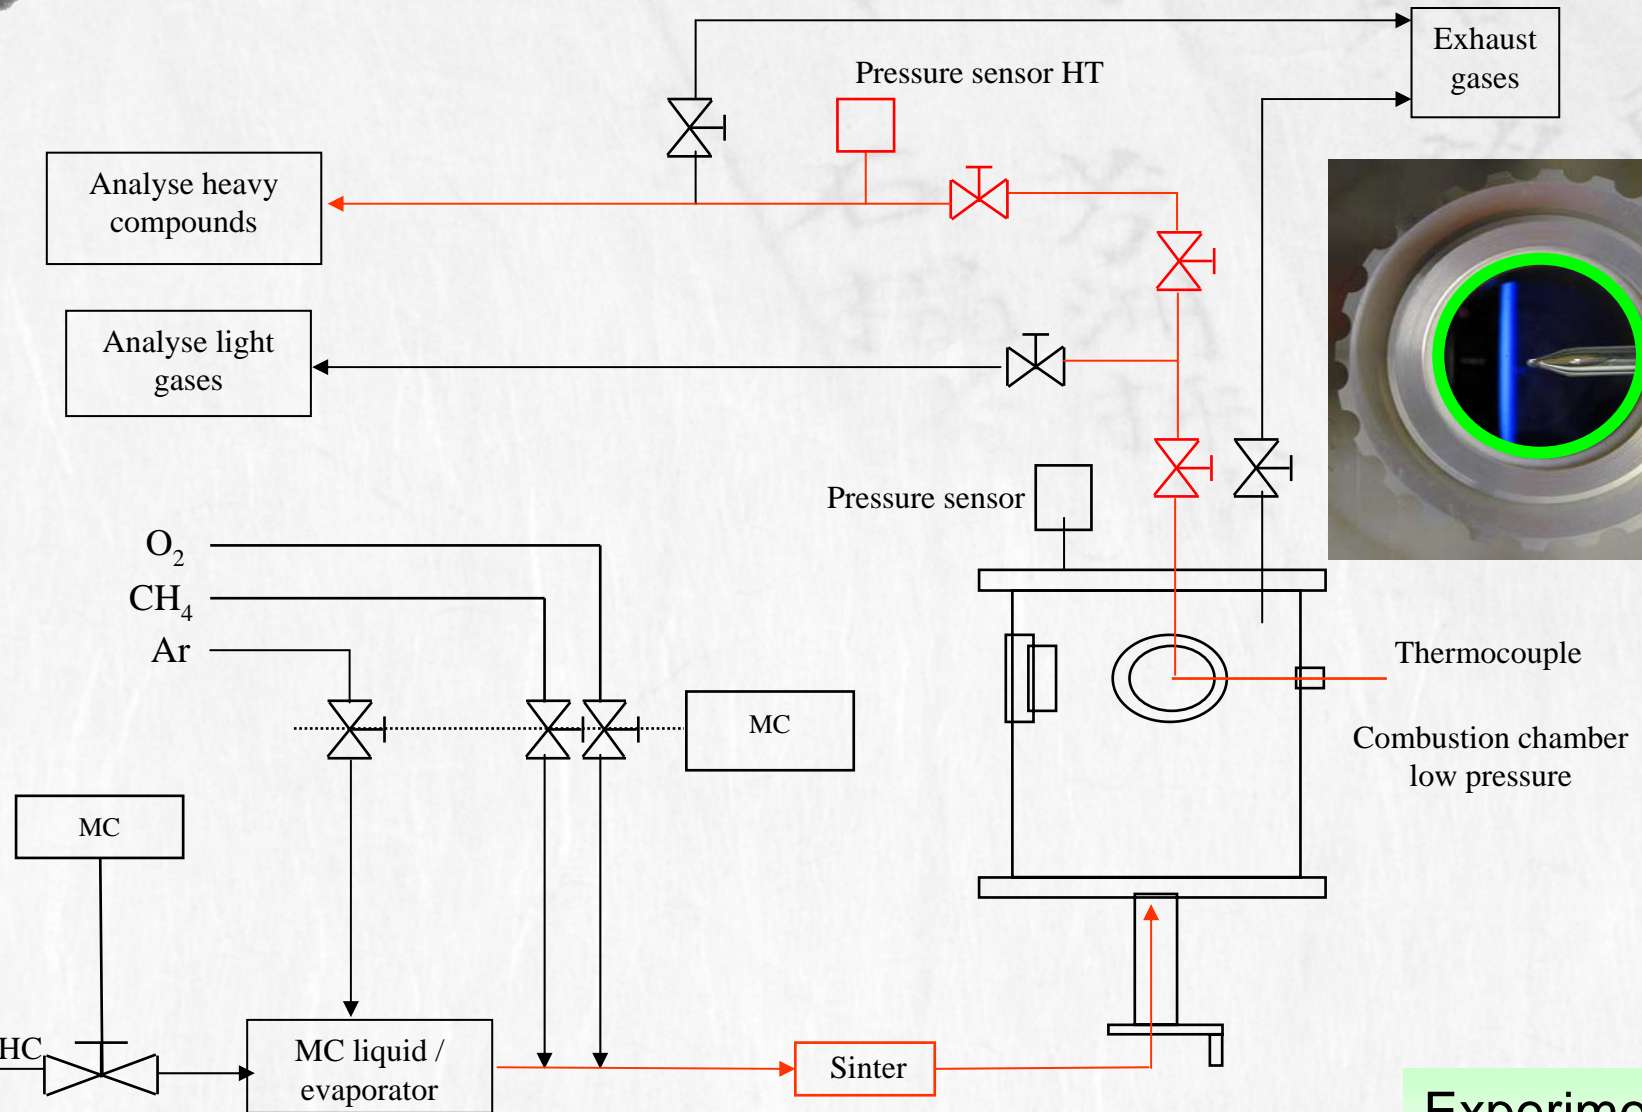 Exhaust
gases
Pressure sensor HT
Analyse heavy
compounds
Analyse light
gases
Pressure sensor
O₂
CH₄
Ar
MC
Thermocouple
Combustion chamber
low pressure
MC
HC
MC liquid /
evaporator
Sinter